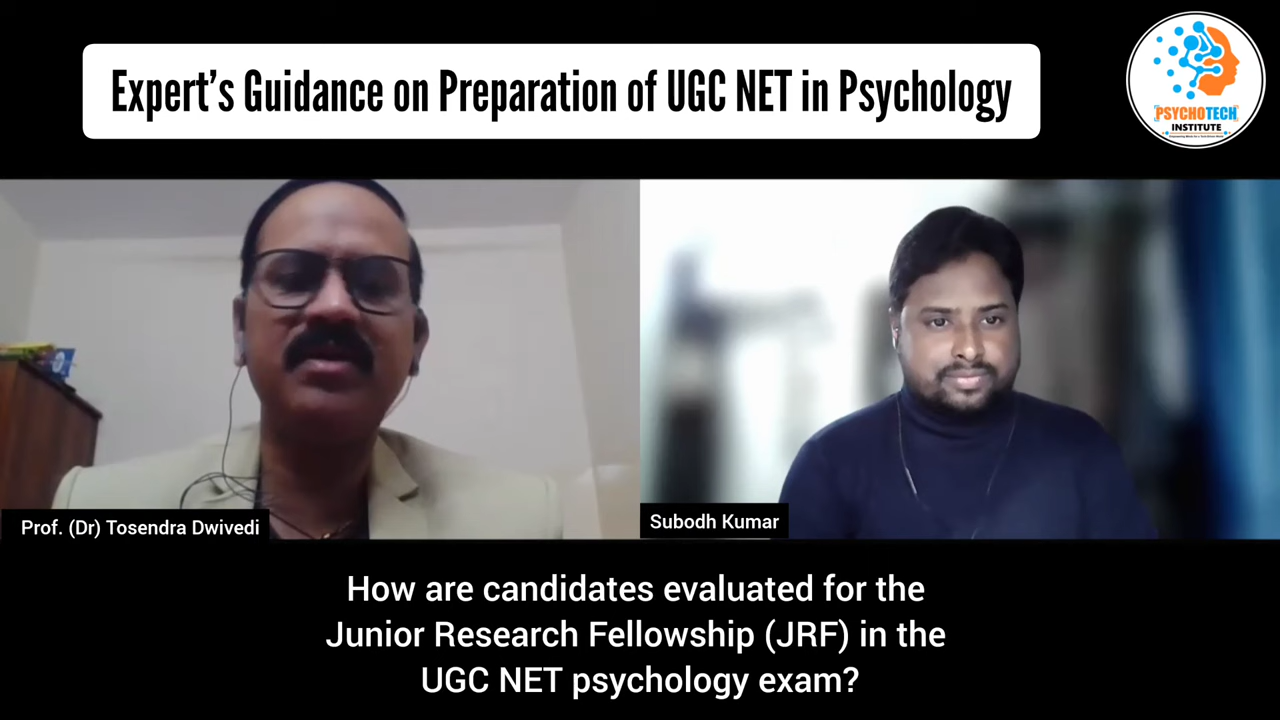 Expert’s Guidance on Preparation of UGC NET in Psychology
PSYCHOTECH
INSTITUTE
Prof. (Dr) Tosendra Dwivedi
Subodh Kumar
How are candidates evaluated for the
Junior Research Fellowship (JRF) in the
UGC NET psychology exam?